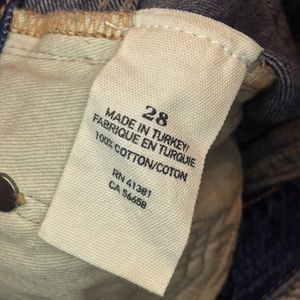 28
MADE IN TURKEY/
FABRIQUE EN TURQUIE
100% COTTON/COTON
RN 41381
CA 56658